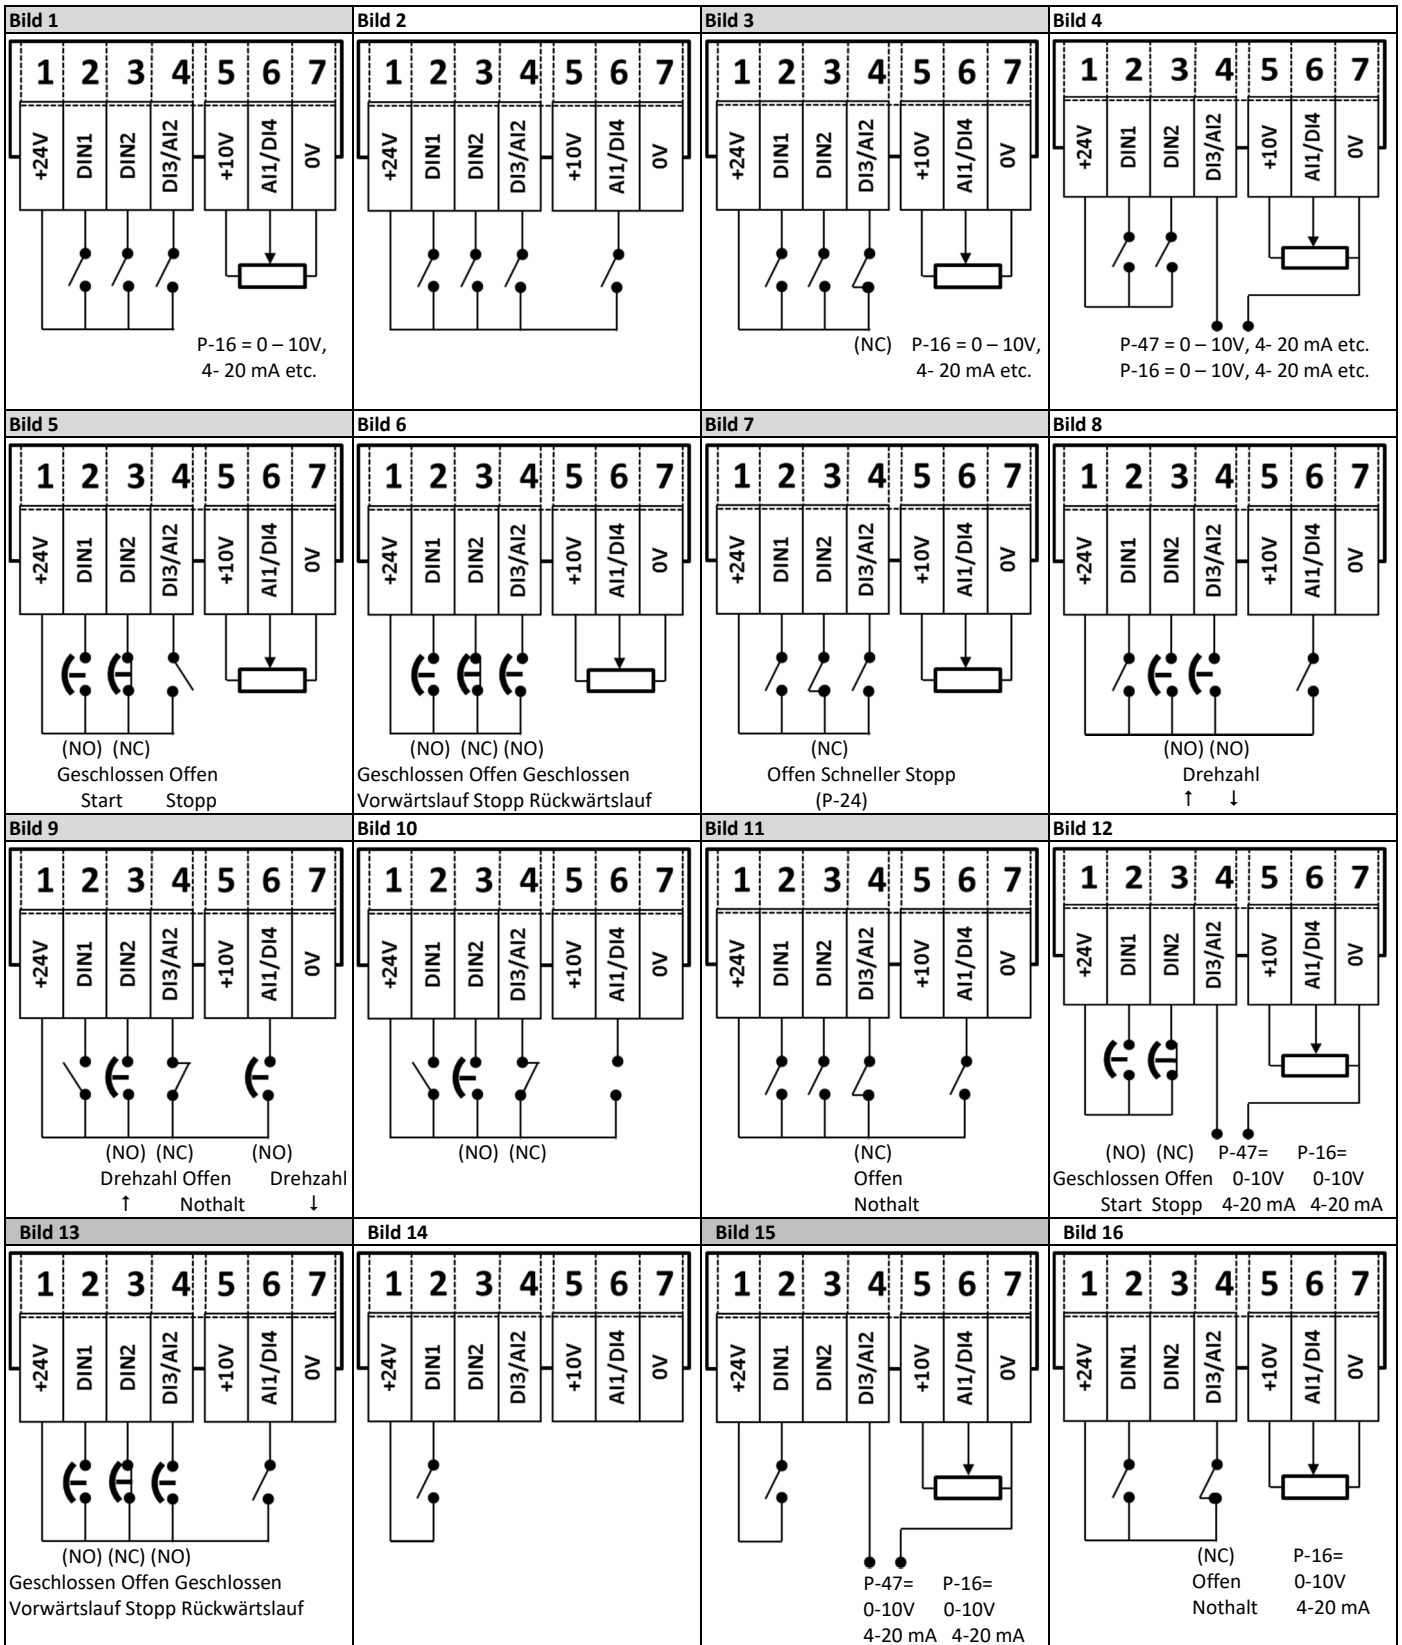 Bild 1
1 2 3 4 5 6 7
+24V DIN1 DIN2 DI3/AI2 +10V AI1/DI4 0V
P-16 = 0 – 10V,
4- 20 mA etc.
Bild 2
1 2 3 4 5 6 7
+24V DIN1 DIN2 DI3/AI2 +10V AI1/DI4 0V
Bild 3
1 2 3 4 5 6 7
+24V DIN1 DIN2 DI3/AI2 +10V AI1/DI4 0V
(NC) P-16 = 0 – 10V,
4- 20 mA etc.
Bild 4
1 2 3 4 5 6 7
+24V DIN1 DIN2 DI3/AI2 +10V AI1/DI4 0V
P-47 = 0 – 10V, 4- 20 mA etc.
P-16 = 0 – 10V, 4- 20 mA etc.
Bild 5
1 2 3 4 5 6 7
+24V DIN1 DIN2 DI3/AI2 +10V AI1/DI4 0V
(NO) (NC)
Geschlossen Offen
Start Stopp
Bild 6
1 2 3 4 5 6 7
+24V DIN1 DIN2 DI3/AI2 +10V AI1/DI4 0V
(NO) (NC) (NO)
Geschlossen Offen Geschlossen
Vorwärtslauf Stopp Rückwärtslauf
Bild 7
1 2 3 4 5 6 7
+24V DIN1 DIN2 DI3/AI2 +10V AI1/DI4 0V
(NC)
Offen Schneller Stopp
(P-24)
Bild 8
1 2 3 4 5 6 7
+24V DIN1 DIN2 DI3/AI2 +10V AI1/DI4 0V
(NO) (NO)
Drehzahl
↑ ↓
Bild 9
1 2 3 4 5 6 7
+24V DIN1 DIN2 DI3/AI2 +10V AI1/DI4 0V
(NO) (NC) (NO)
Drehzahl Offen Drehzahl
↑ Nothalt ↓
Bild 10
1 2 3 4 5 6 7
+24V DIN1 DIN2 DI3/AI2 +10V AI1/DI4 0V
(NO) (NC)
Bild 11
1 2 3 4 5 6 7
+24V DIN1 DIN2 DI3/AI2 +10V AI1/DI4 0V
(NC)
Offen
Nothalt
Bild 12
1 2 3 4 5 6 7
+24V DIN1 DIN2 DI3/AI2 +10V AI1/DI4 0V
(NO) (NC) P-47= P-16=
Geschlossen Offen 0-10V 0-10V
Start Stopp 4-20 mA 4-20 mA
Bild 13
1 2 3 4 5 6 7
+24V DIN1 DIN2 DI3/AI2 +10V AI1/DI4 0V
(NO) (NC) (NO)
Geschlossen Offen Geschlossen
Vorwärtslauf Stopp Rückwärtslauf
Bild 14
1 2 3 4 5 6 7
+24V DIN1 DIN2 DI3/AI2 +10V AI1/DI4 0V
Bild 15
1 2 3 4 5 6 7
+24V DIN1 DIN2 DI3/AI2 +10V AI1/DI4 0V
P-47= P-16=
0-10V 0-10V
4-20 mA 4-20 mA
Bild 16
1 2 3 4 5 6 7
+24V DIN1 DIN2 DI3/AI2 +10V AI1/DI4 0V
(NC) P-16=
Offen 0-10V
Nothalt 4-20 mA